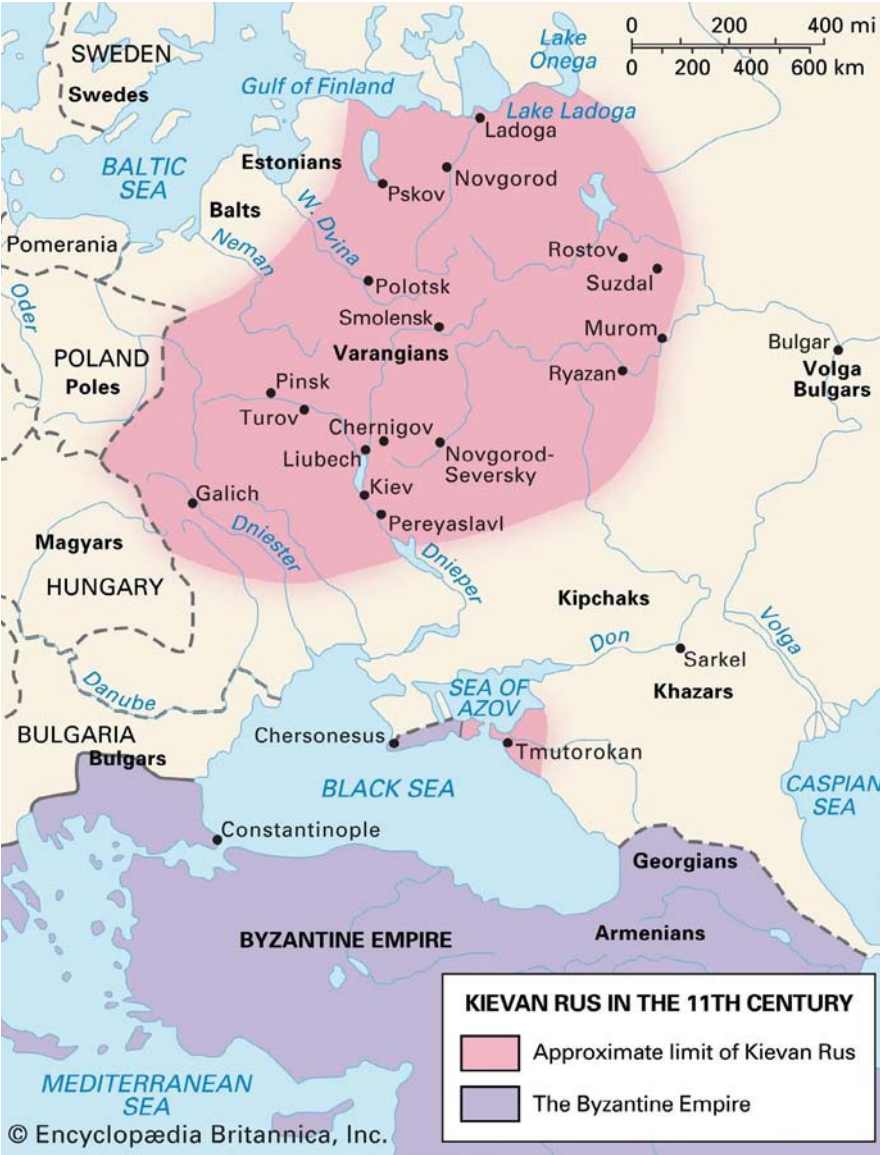 0 200 400 mi
0 200 400 600 km
SWEDEN
Swedes
Lake
Onega
Gulf of Finland
Lake Ladoga
Ladoga
BALTIC
SEA
Estonians
Novgorod
Pskov
Balts
W. Dvina
Pomerania
Neman
Rostov
Suzdal
Oder
Polotsk
Smolensk
Murom
Bulgar
Volga
Bulgars
POLAND
Poles
Varangians
Pinsk
Ryazan
Turov
Chernigov
Liubech
Novgorod-
Seversky
Galich
Kiev
Pereyaslavl
Dniester
Dnieper
Magyars
HUNGARY
Kipchaks
Don
Volga
Sarkel
Danube
SEA OF
AZOV
Khazars
BULGARIA
Bulgars
Chersonesus
Tmutorokan
BLACK SEA
CASPIAN
SEA
Constantinople
Georgians
BYZANTINE EMPIRE
Armenians
KIEVAN RUS IN THE 11TH CENTURY
Approximate limit of Kievan Rus
The Byzantine Empire
MEDITERRANEAN
SEA
© Encyclopædia Britannica, Inc.